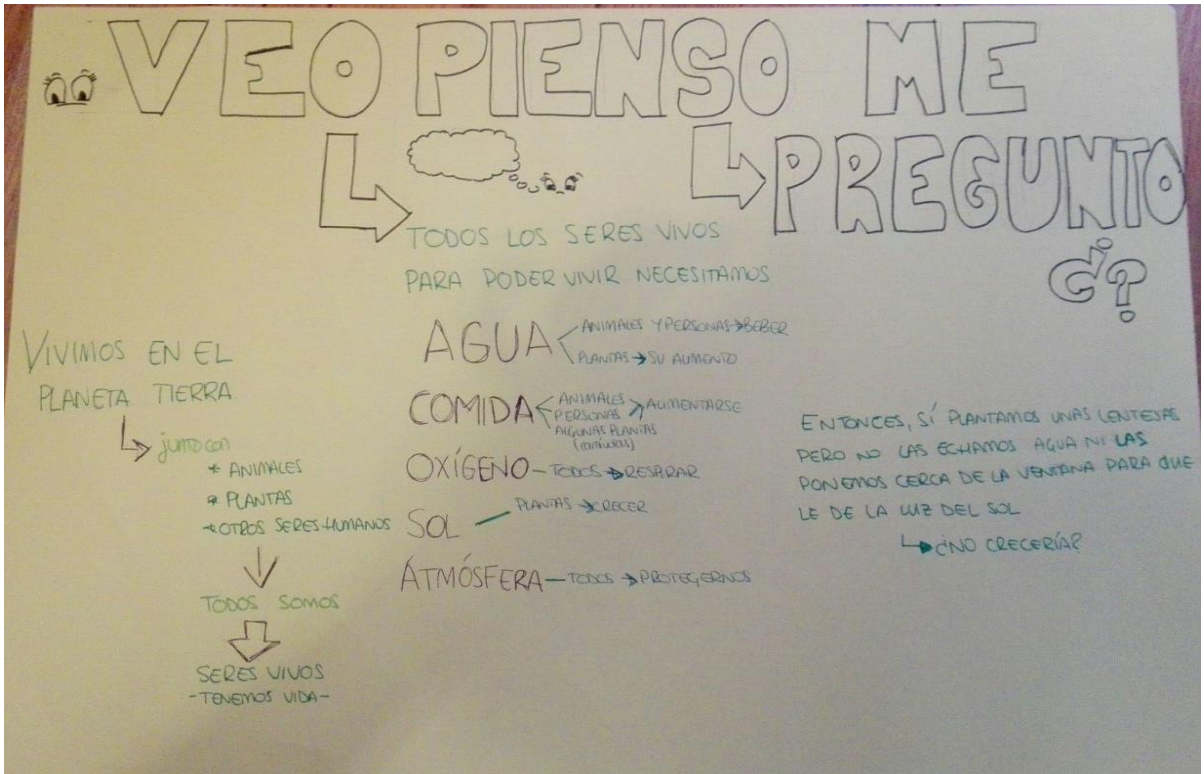 VEO PIENSO ME
PREGUNTO
¿?
VIVIMOS EN EL
PLANETA TIERRA
junto con
* ANIMALES
* PLANTAS
* OTROS SERES HUMANOS
TODOS SOMOS
SERES VIVOS
- TENEMOS VIDA -
TODOS LOS SERES VIVOS
PARA PODER VIVIR NECESITAMOS
AGUA
ANIMALES Y PERSONAS → BEBER
PLANTAS → SU ALIMENTO
COMIDA
ANIMALES
PERSONAS
ALIMENTARSE
ALGUNAS PLANTAS
OXÍGENO - TODOS → RESPIRAR
SOL - PLANTAS → CRECER
ATMÓSFERA - TODOS → PROTEGERNOS
ENTONCES, SÍ PLANTAMOS UNAS LENTEJAS
PERO NO LAS ECHAMOS AGUA NI LAS
PONEMOS CERCA DE LA VENTANA PARA QUE
LE DE LA LUZ DEL SOL
¿NO CRECERÍA?